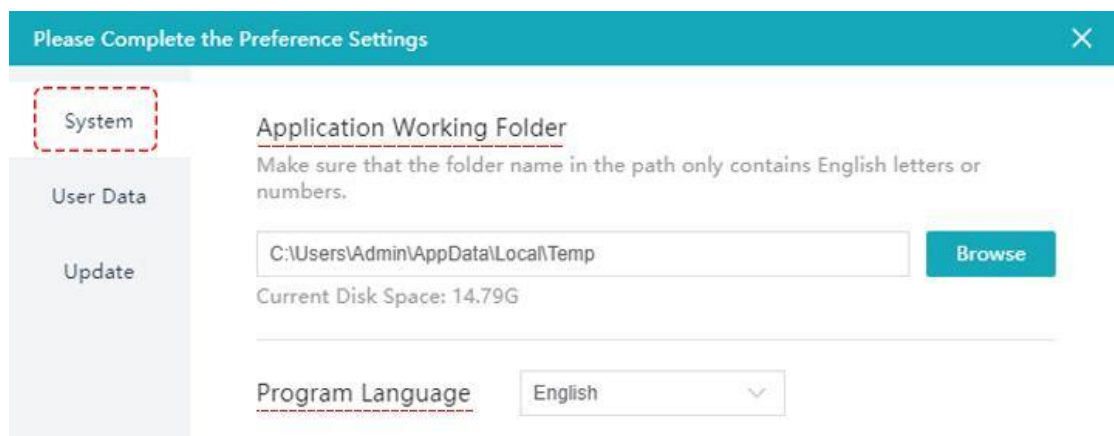 Please Complete the Preference Settings
System
User Data
Update
Application Working Folder
Make sure that the folder name in the path only contains English letters or
numbers.
C:\Users\Admin\AppData\Local\Temp
Browse
Current Disk Space: 14.79G
Program Language
English